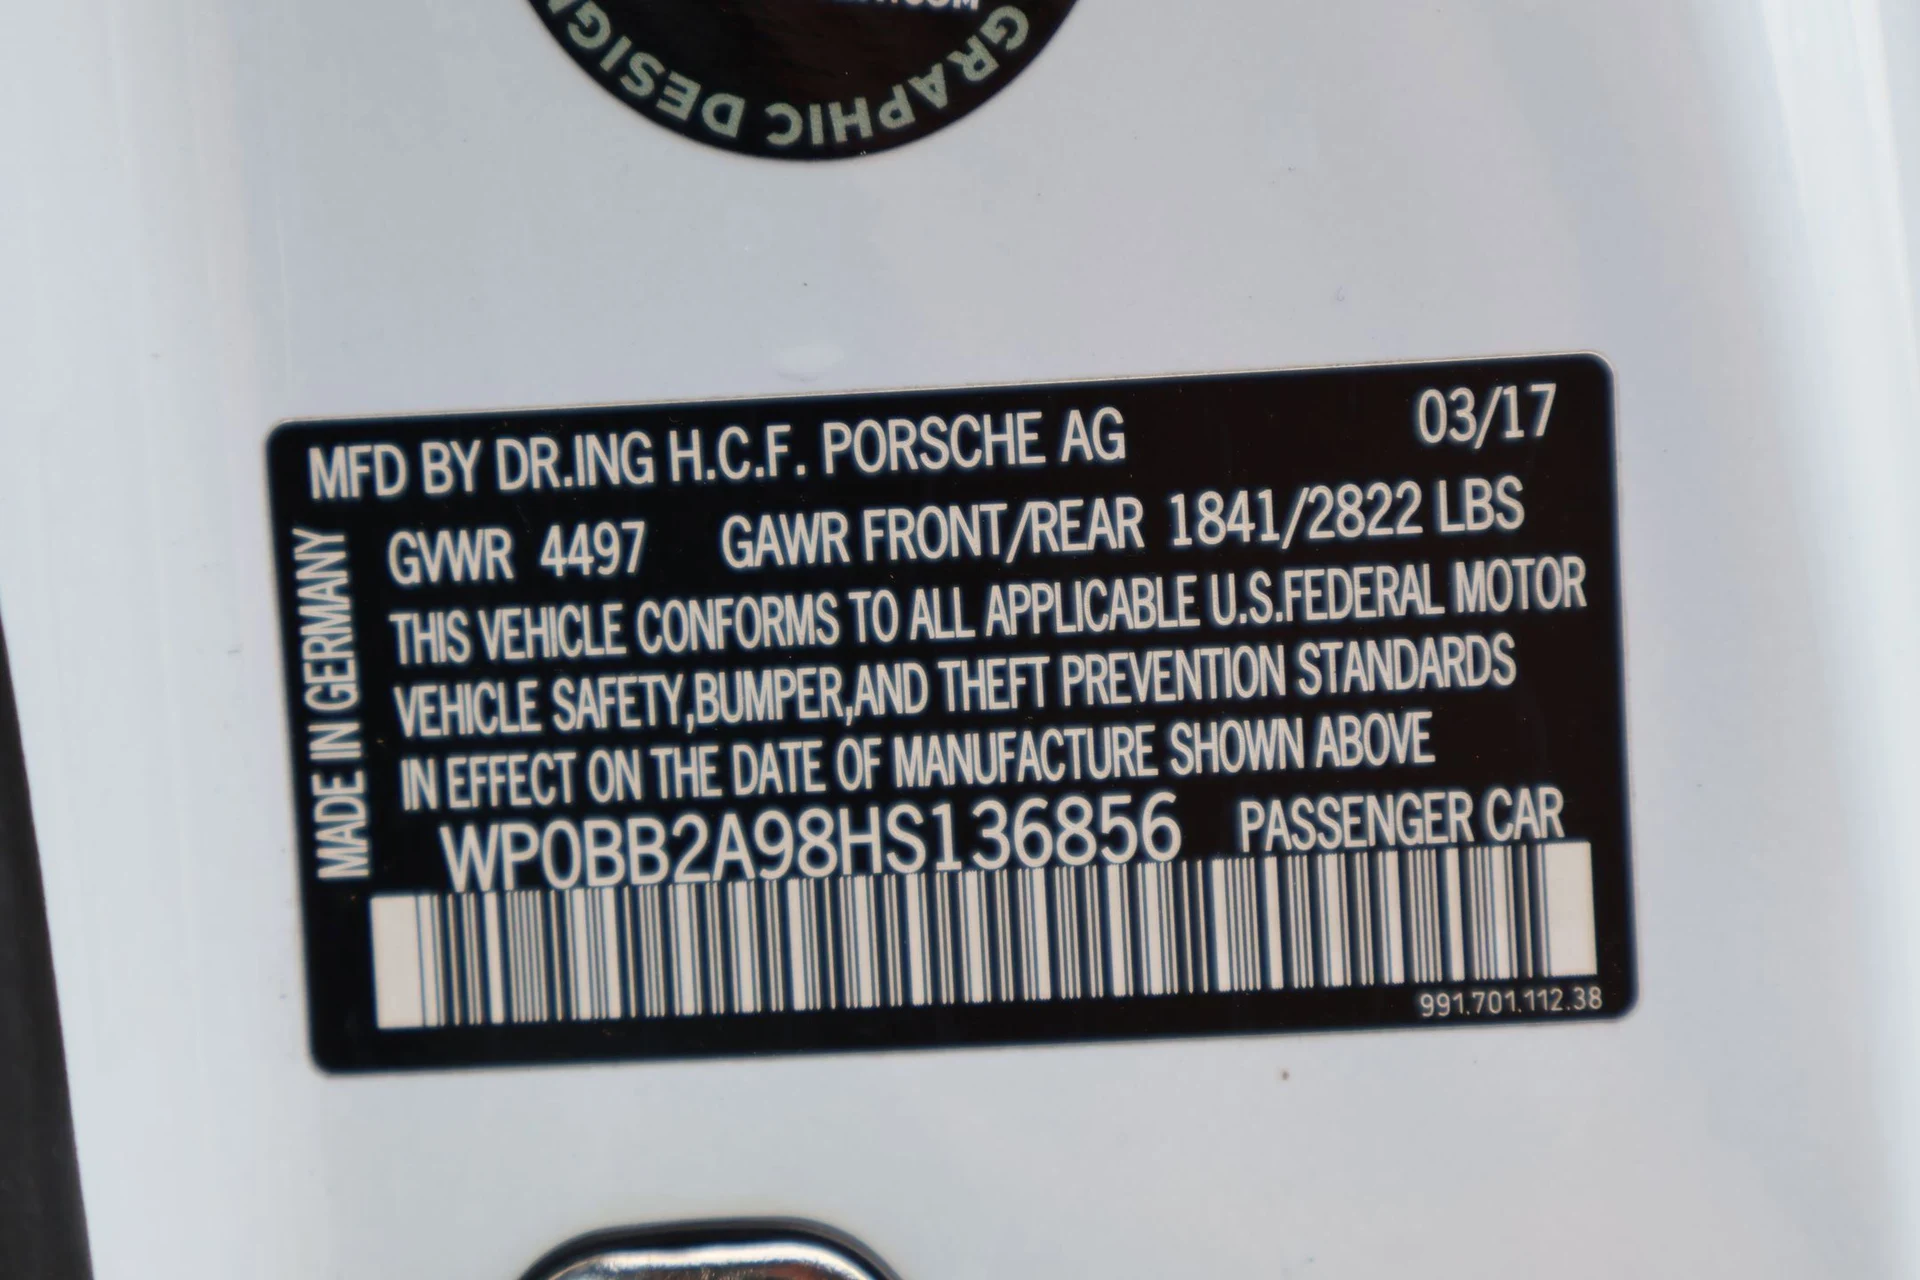 GRAPHIC DESIGN
MFD BY DR.ING H.C.F. PORSCHE AG 03/17
GVWR 4497 GAWR FRONT/REAR 1841/2822 LBS
THIS VEHICLE CONFORMS TO ALL APPLICABLE U.S.FEDERAL MOTOR
VEHICLE SAFETY,BUMPER,AND THEFT PREVENTION STANDARDS
IN EFFECT ON THE DATE OF MANUFACTURE SHOWN ABOVE
WP0BB2A98HS136856 PASSENGER CAR
991.701.112.38
MADE IN GERMANY